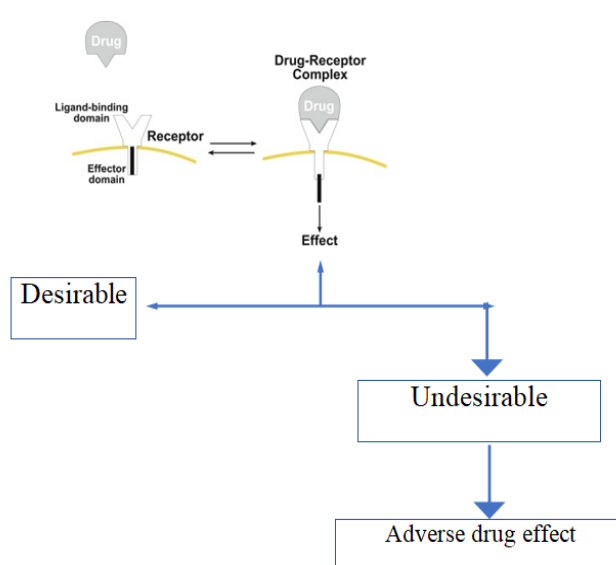 Drug
Drug-Receptor
Complex
Drug
Ligand-binding
domain
Receptor
Effector
domain
Effect
Desirable
Undesirable
Adverse drug effect